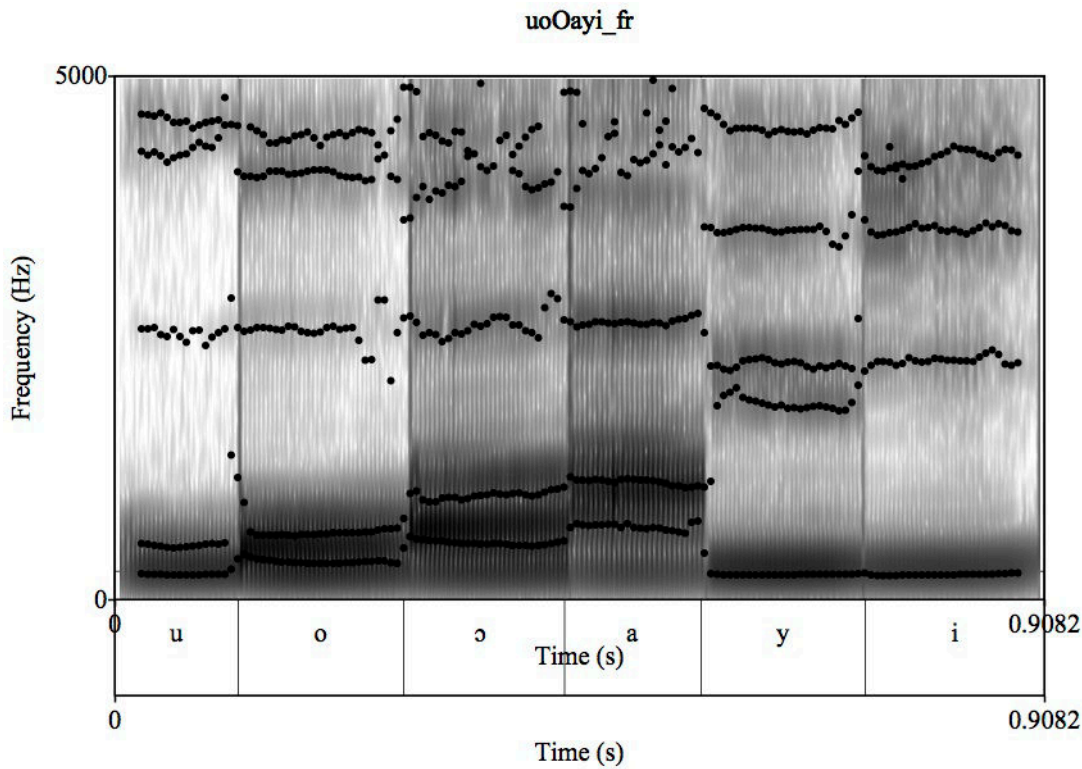 uoOayi_fr
5000
Frequency (Hz)
0
0 u o ɔ a y i 0.9082
Time (s)
0 0.9082
Time (s)